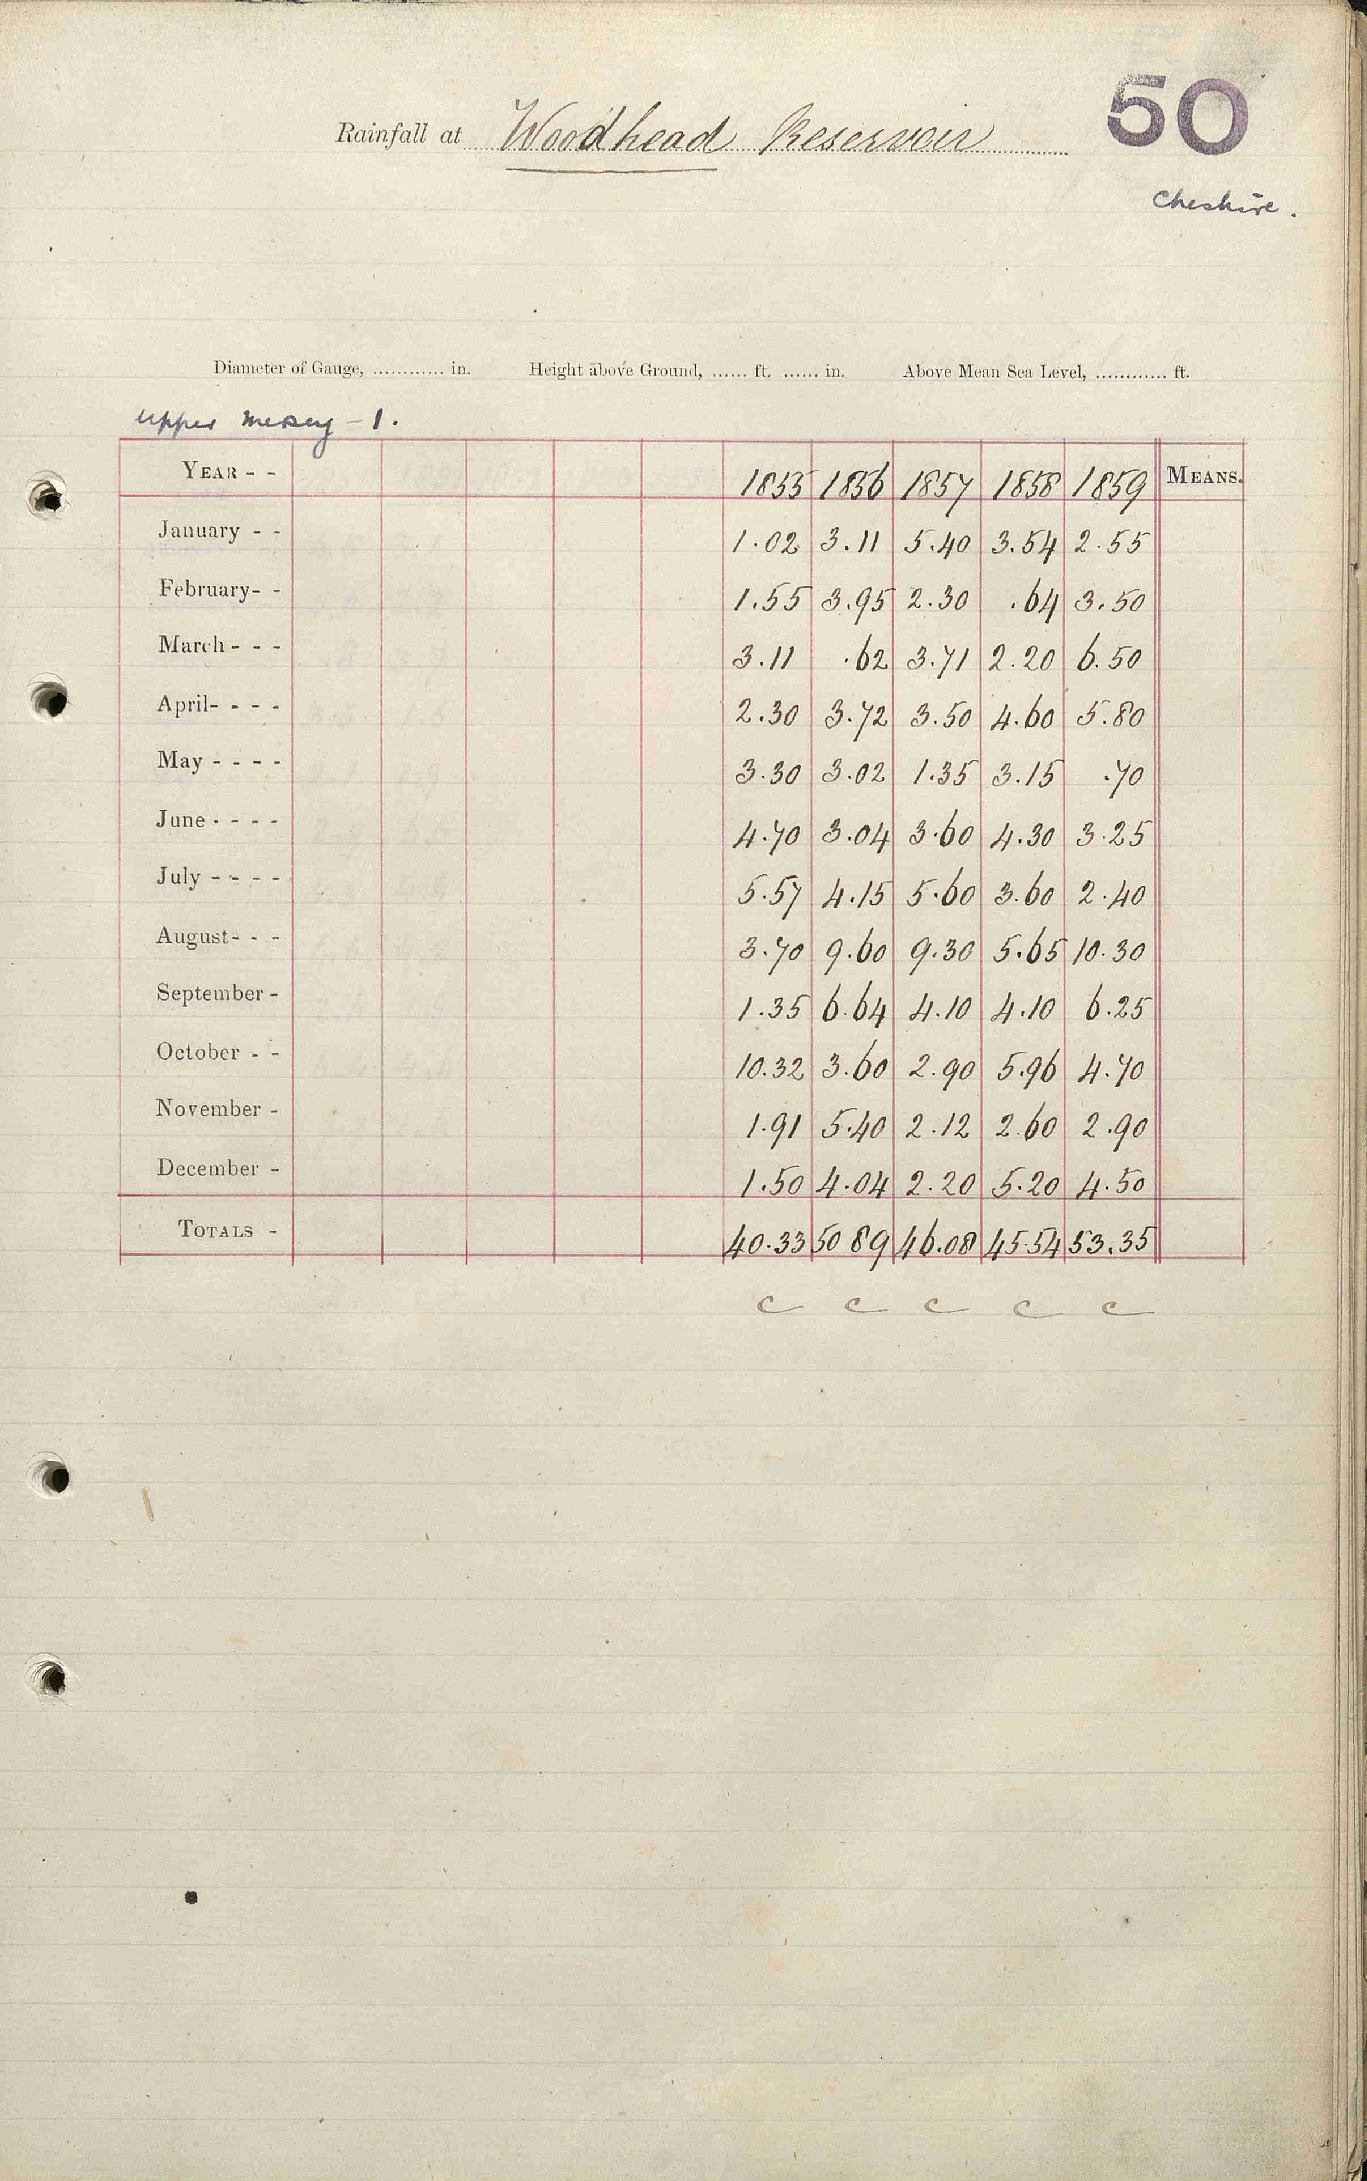 50
Rainfall at Woodhead Reservoir
Cheshire.
Diameter of Gauge, ............ in. Height above Ground, ...... ft. ...... in. Above Mean Sea Level, ............ ft.
Upper Mersey - 1.
YEAR - - 1855 1856 1857 1858 1859 MEANS.
January - - 1.02 3.11 5.40 3.54 2.55
February - - 1.55 3.95 2.30 .64 3.50
March - - - 3.11 .62 3.71 2.20 6.50
April - - - - 2.30 3.72 3.50 4.60 5.80
May - - - - 3.30 3.02 1.35 3.15 .70
June - - - - 4.70 3.04 3.60 4.30 3.25
July - - - - 5.57 4.15 5.60 3.60 2.40
August - - - 3.70 9.60 9.30 5.65 10.30
September - 1.35 6.64 4.10 4.10 6.25
October - - 10.32 3.60 2.90 5.96 4.70
November - 1.91 5.40 2.12 2.60 2.90
December - 1.50 4.04 2.20 5.20 4.50
TOTALS - 40.33 50 89 46.08 45.54 53.35
c c c c c